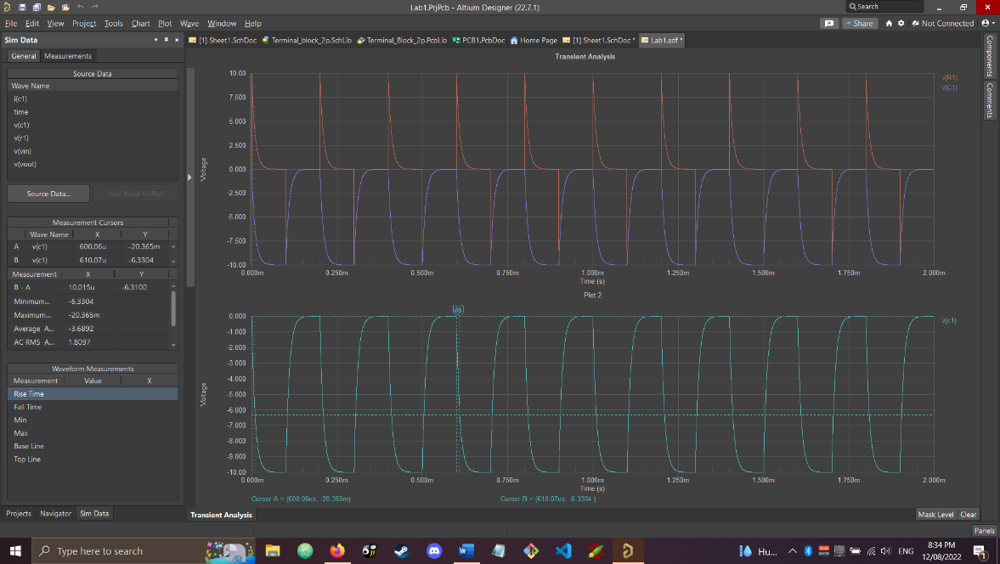 Lab1.PrjPcb - Altium Designer (22.7.1)
Search
File Edit View Project Tools Chart Plot Wave Window Help
Share
Not Connected
Sim Data
[1] Sheet1.SchDoc Terminal_block_2p.SchLib Terminal_Block_2p.PcbLib PCB1.PcbDoc Home Page [1] Sheet1.SchDoc * Lab1.sdf *
General Measurements
Source Data
Wave Name
i(c1)
time
v(c1)
v(r1)
v(vin)
v(vout)
Source Data... Add Wave to Plot
Measurement Cursors
Wave Name X Y
A v(c1) 600.06u -20.365m
B v(c1) 610.07u -6.3304
Measurement X Y
B - A 10.015u -6.3100
Minimum... -6.3304
Maximum... -20.365m
Average A... -3.6892
AC RMS A... 1.8097
Waveform Measurements
Measurement Value X
Rise Time
Fall Time
Min
Max
Base Line
Top Line
Projects Navigator Sim Data
Transient Analysis
10.00
7.500
5.000
2.500
0.000
-2.500
-5.000
-7.500
-10.00
Voltage
v(R1)
v(C1)
0.000m 0.250m 0.500m 0.750m 1.000m 1.250m 1.500m 1.750m 2.000m
Time (s)
Plot 2
0.000
-1.000
-2.000
-3.000
-4.000
-5.000
-6.000
-7.000
-8.000
-9.000
-10.00
Voltage
v(c1)
0.000m 0.250m 0.500m 0.750m 1.000m 1.250m 1.500m 1.750m 2.000m
Time (s)
Cursor A = (600.06us, -20.365m) Cursor B = (610.07us, -6.3304 )
Transient Analysis
Mask Level Clear
Panels
Components
Comments
Type here to search
Hu...
ENG
8:34 PM
12/08/2022
1